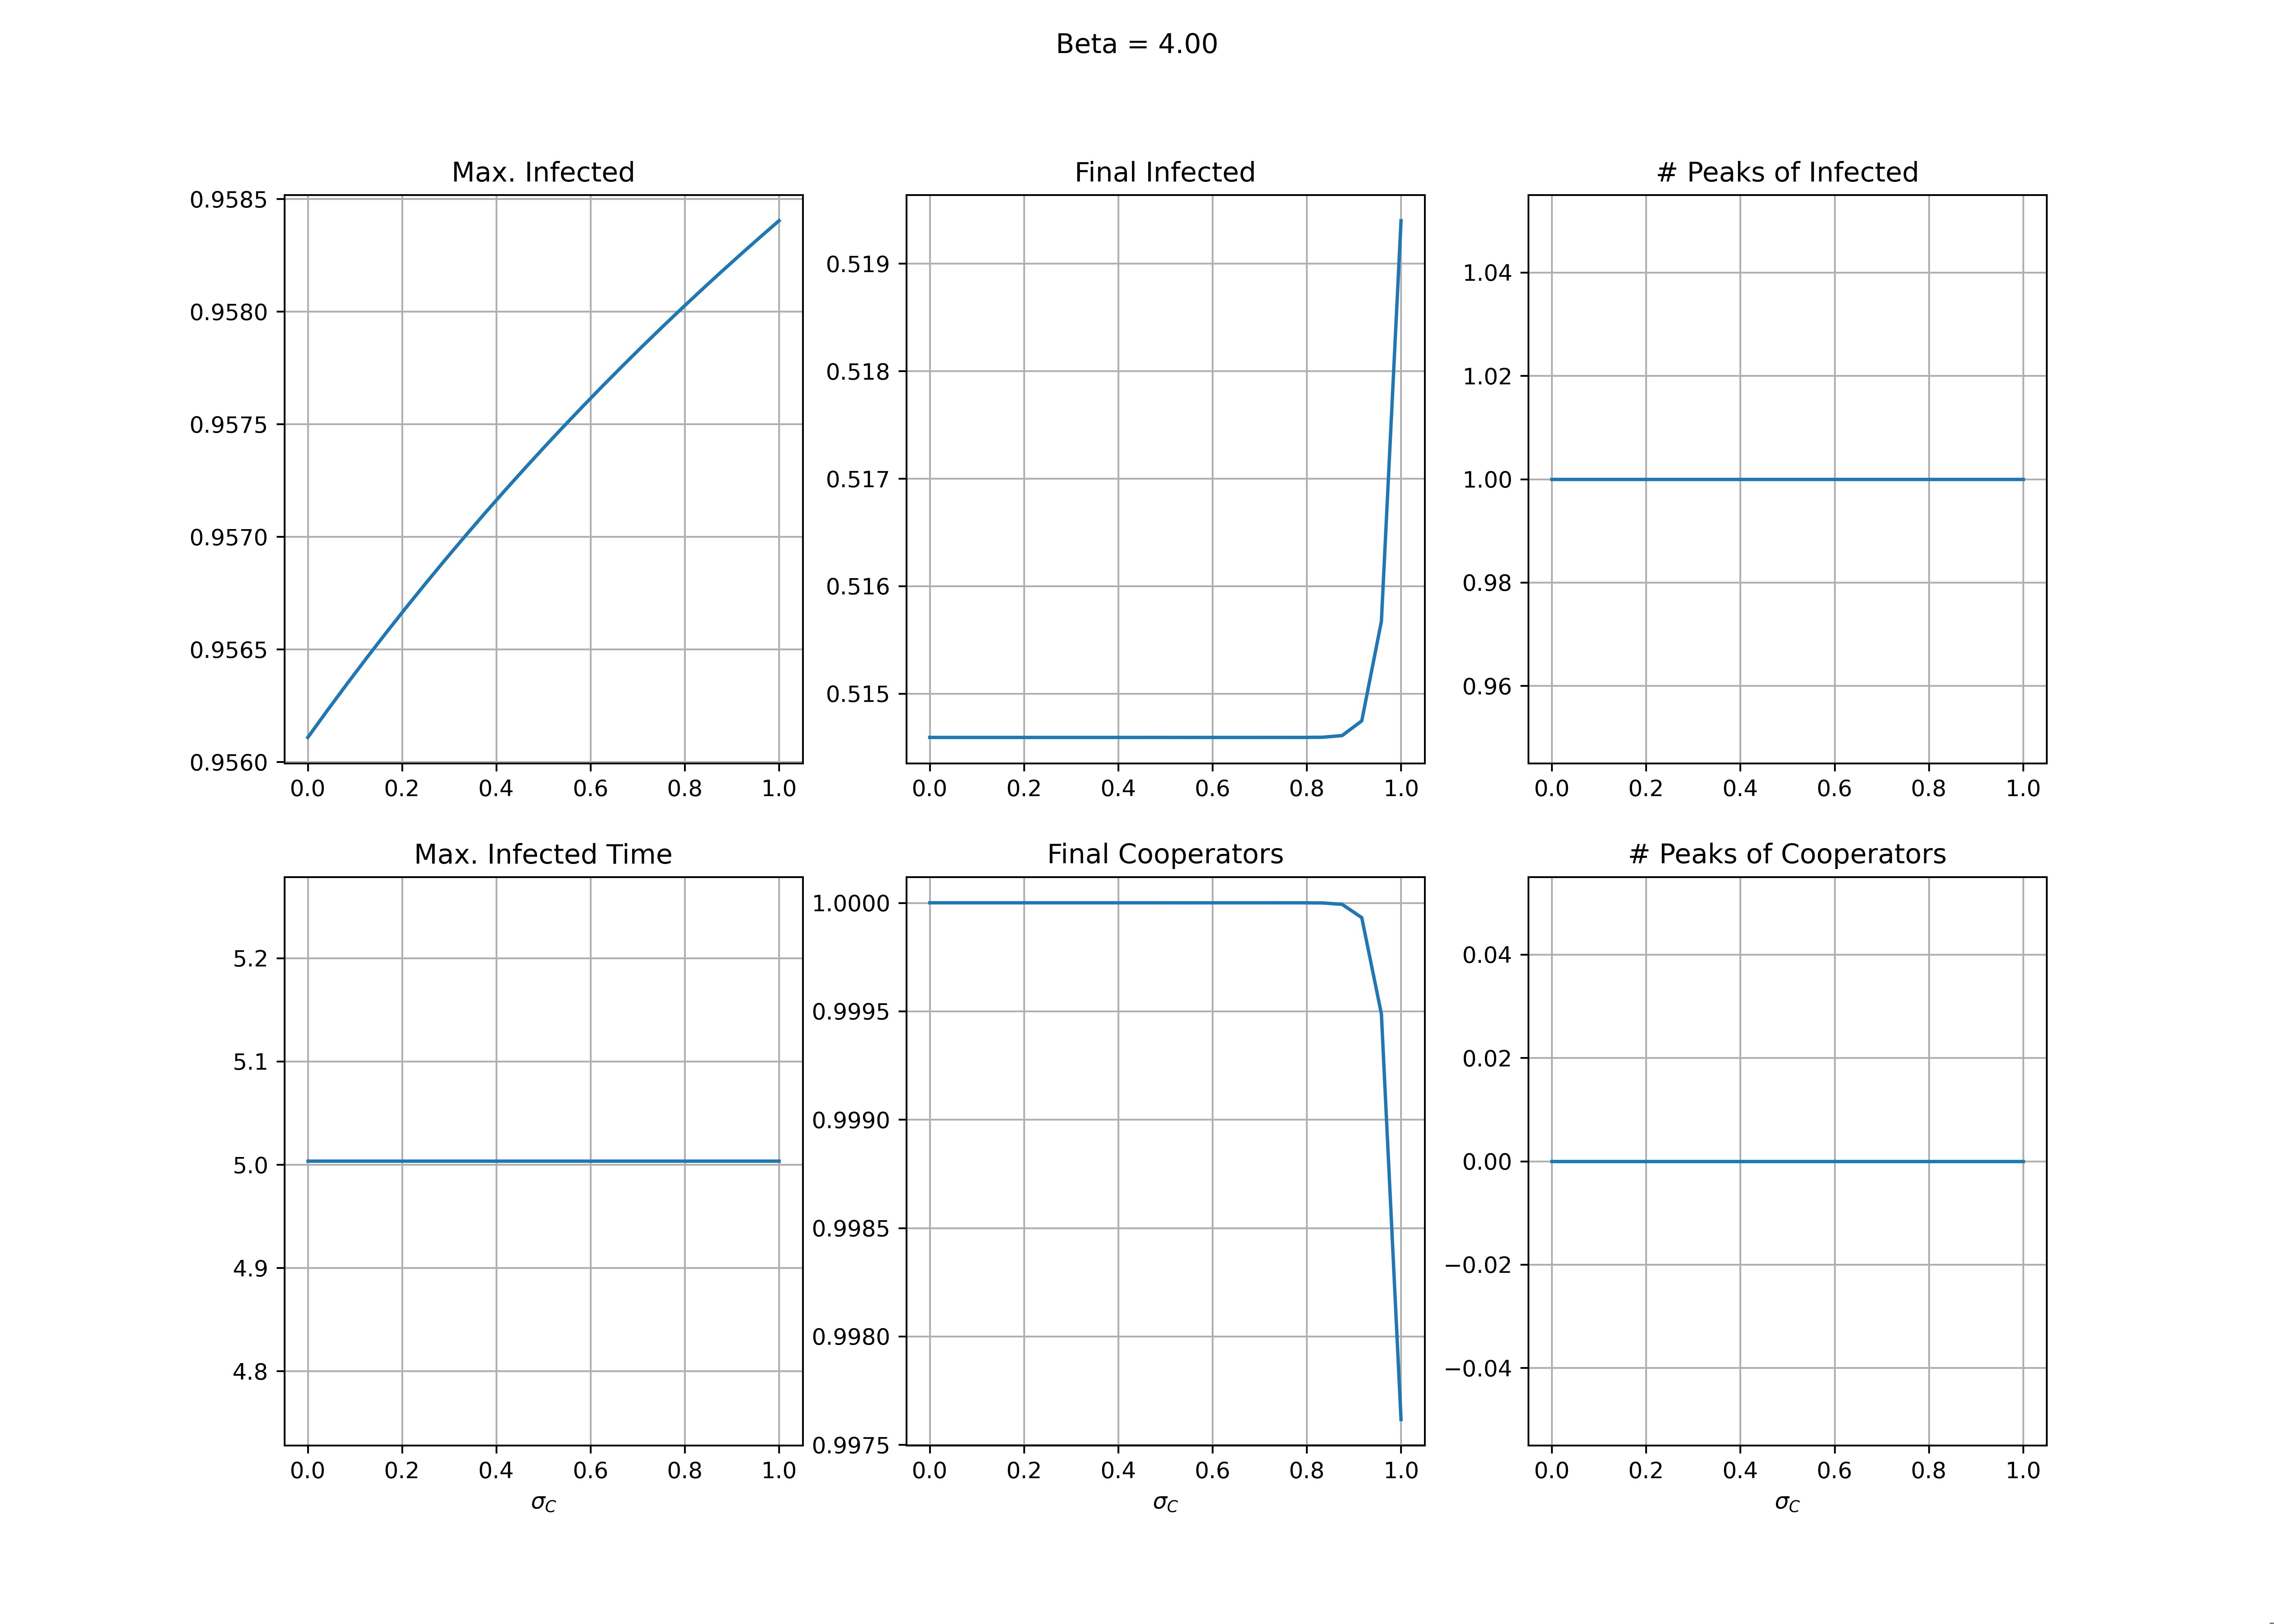 Beta = 4.00
Max. Infected
0.9585
0.9580
0.9575
0.9570
0.9565
0.9560
0.0 0.2 0.4 0.6 0.8 1.0
Final Infected
0.519
0.518
0.517
0.516
0.515
0.0 0.2 0.4 0.6 0.8 1.0
# Peaks of Infected
1.04
1.02
1.00
0.98
0.96
0.0 0.2 0.4 0.6 0.8 1.0
Max. Infected Time
5.2
5.1
5.0
4.9
4.8
0.0 0.2 0.4 0.6 0.8 1.0
σC
Final Cooperators
1.0000
0.9995
0.9990
0.9985
0.9980
0.9975
0.0 0.2 0.4 0.6 0.8 1.0
σC
# Peaks of Cooperators
0.04
0.02
0.00
−0.02
−0.04
0.0 0.2 0.4 0.6 0.8 1.0
σC